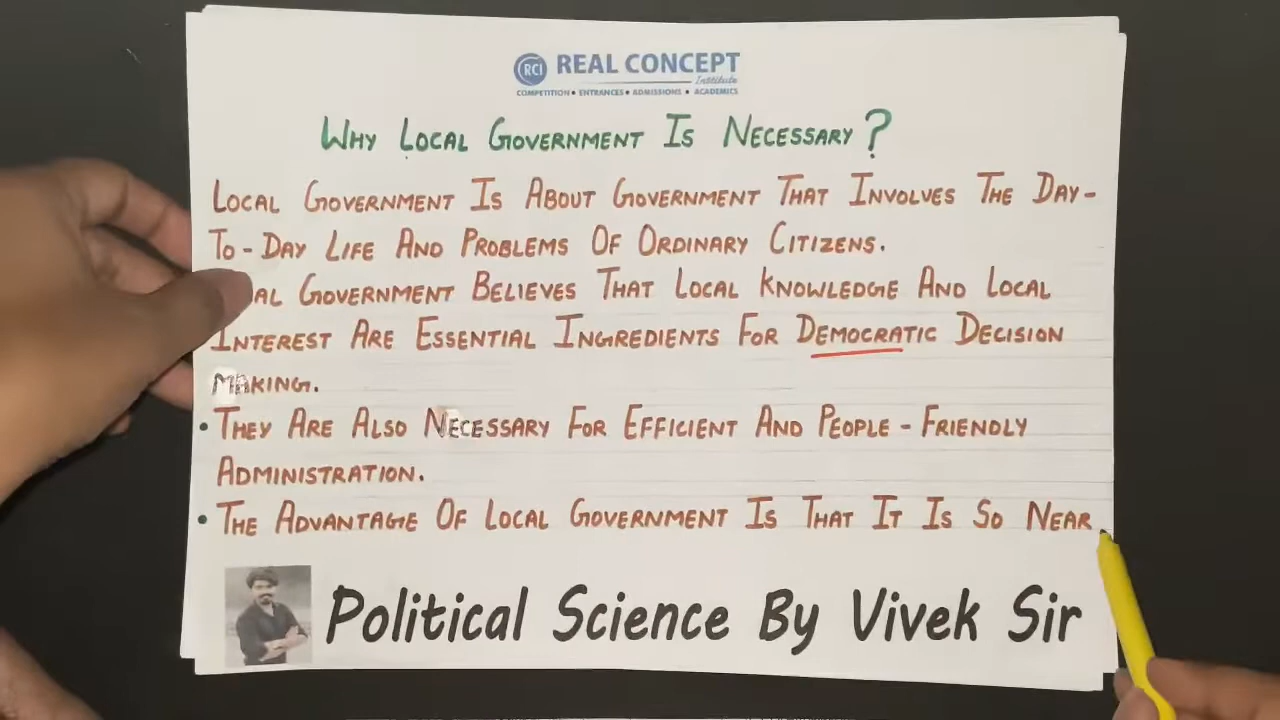 RCI REAL CONCEPT
Institute
COMPETITION • ENTRANCES • ADMISSIONS • ACADEMICS
WHY LOCAL GOVERNMENT IS NECESSARY?
LOCAL GOVERNMENT IS ABOUT GOVERNMENT THAT INVOLVES THE DAY-
TO-DAY LIFE AND PROBLEMS OF ORDINARY CITIZENS.
AL GOVERNMENT BELIEVES THAT LOCAL KNOWLEDGE AND LOCAL
INTEREST ARE ESSENTIAL INGREDIENTS FOR DEMOCRATIC DECISION
MAKING.
• THEY ARE ALSO NECESSARY FOR EFFICIENT AND PEOPLE-FRIENDLY
ADMINISTRATION.
• THE ADVANTAGE OF LOCAL GOVERNMENT IS THAT IT IS SO NEAR
Political Science By Vivek Sir